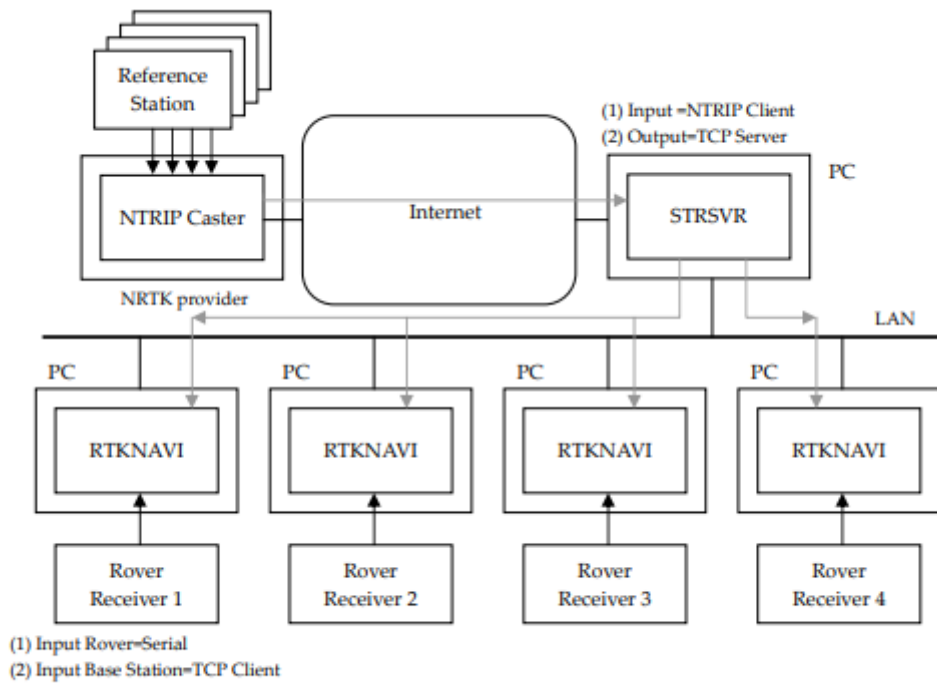 Reference
Station
(1) Input =NTRIP Client
(2) Output=TCP Server
PC
NTRIP Caster
Internet
STRSVR
NRTK provider
LAN
PC
PC
PC
PC
RTKNAVI
RTKNAVI
RTKNAVI
RTKNAVI
Rover
Receiver 1
Rover
Receiver 2
Rover
Receiver 3
Rover
Receiver 4
(1) Input Rover=Serial
(2) Input Base Station=TCP Client